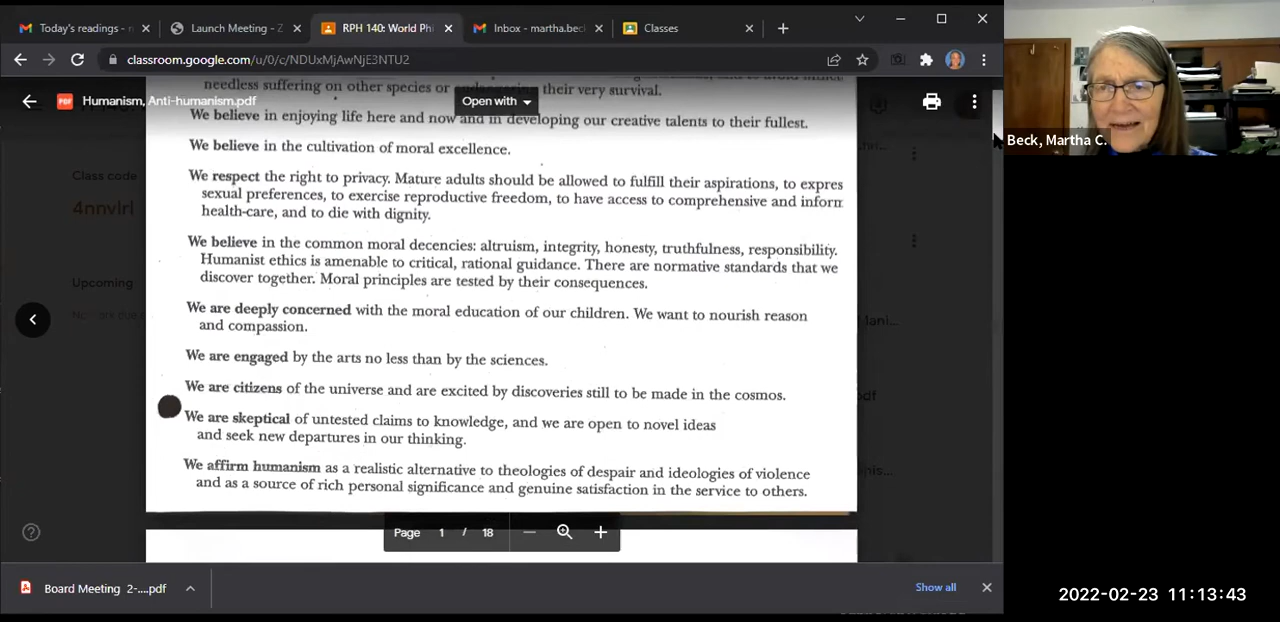 Today's readings - r
Launch Meeting - Z
RPH 140: World Phi
Inbox - martha.beck
Classes
classroom.google.com/u/0/c/NDUxMjAwNjE3NTU2
Humanism, Anti-humanism.pdf
Open with
needless suffering on other species or their very survival.
We believe in enjoying life here and now and in developing our creative talents to their fullest.
We believe in the cultivation of moral excellence.
We respect the right to privacy. Mature adults should be allowed to fulfill their aspirations, to expres
sexual preferences, to exercise reproductive freedom, to have access to comprehensive and inform
health-care, and to die with dignity.
We believe in the common moral decencies: altruism, integrity, honesty, truthfulness, responsibility.
Humanist ethics is amenable to critical, rational guidance. There are normative standards that we
discover together. Moral principles are tested by their consequences.
We are deeply concerned with the moral education of our children. We want to nourish reason
and compassion.
We are engaged by the arts no less than by the sciences.
We are citizens of the universe and are excited by discoveries still to be made in the cosmos.
We are skeptical of untested claims to knowledge, and we are open to novel ideas
and seek new departures in our thinking.
We affirm humanism as a realistic alternative to theologies of despair and ideologies of violence
and as a source of rich personal significance and genuine satisfaction in the service to others.
Class code
4nnvlrl
Upcoming
Page 1 / 18
Board Meeting 2-....pdf
Show all
Beck, Martha C.
2022-02-23 11:13:43